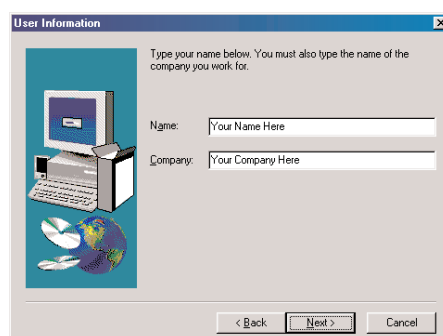 User Information
Type your name below. You must also type the name of the
company you work for.
Name: Your Name Here
Company: Your Company Here
< Back Next > Cancel